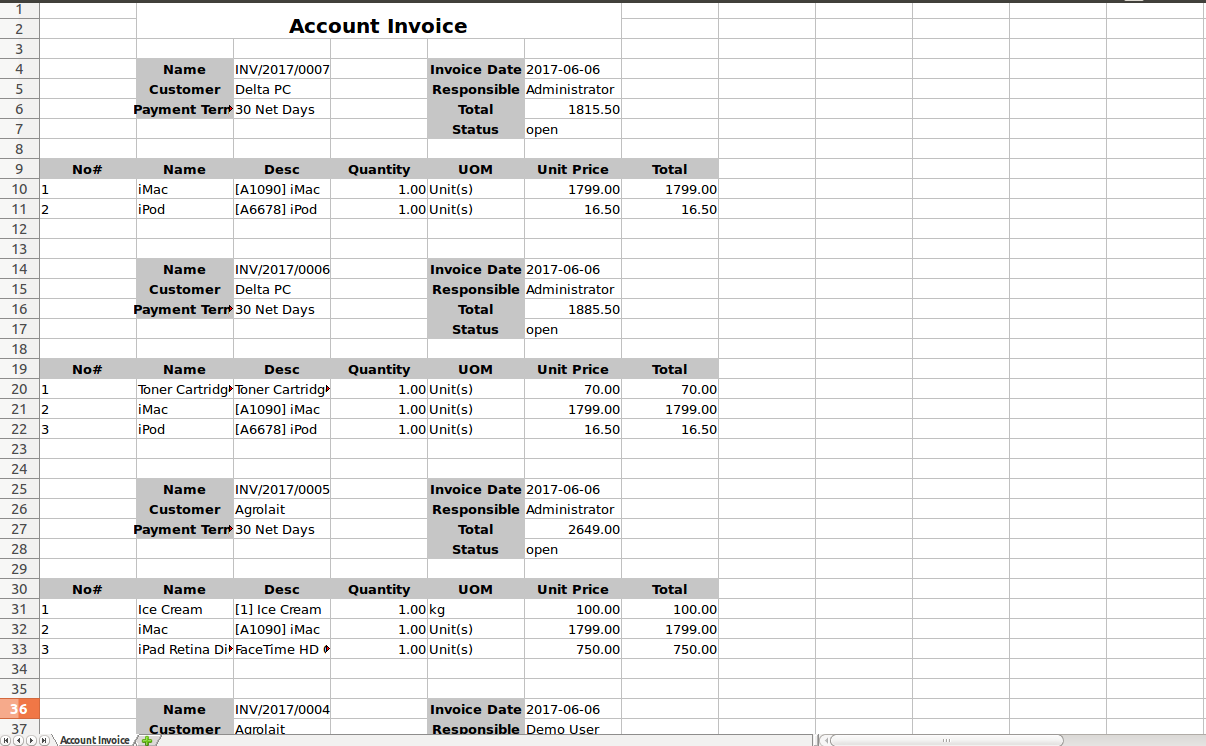 1
2 Account Invoice
3
4 Name INV/2017/0007 Invoice Date 2017-06-06
5 Customer Delta PC Responsible Administrator
6 Payment Terr 30 Net Days Total 1815.50
7 Status open
8
9 No# Name Desc Quantity UOM Unit Price Total
10 1 iMac [A1090] iMac 1.00 Unit(s) 1799.00 1799.00
11 2 iPod [A6678] iPod 1.00 Unit(s) 16.50 16.50
12
13
14 Name INV/2017/0006 Invoice Date 2017-06-06
15 Customer Delta PC Responsible Administrator
16 Payment Terr 30 Net Days Total 1885.50
17 Status open
18
19 No# Name Desc Quantity UOM Unit Price Total
20 1 Toner Cartridg Toner Cartridg 1.00 Unit(s) 70.00 70.00
21 2 iMac [A1090] iMac 1.00 Unit(s) 1799.00 1799.00
22 3 iPod [A6678] iPod 1.00 Unit(s) 16.50 16.50
23
24
25 Name INV/2017/0005 Invoice Date 2017-06-06
26 Customer Agrolait Responsible Administrator
27 Payment Terr 30 Net Days Total 2649.00
28 Status open
29
30 No# Name Desc Quantity UOM Unit Price Total
31 1 Ice Cream [1] Ice Cream 1.00 kg 100.00 100.00
32 2 iMac [A1090] iMac 1.00 Unit(s) 1799.00 1799.00
33 3 iPad Retina Di FaceTime HD 1.00 Unit(s) 750.00 750.00
34
35
36 Name INV/2017/0004 Invoice Date 2017-06-06
37 Customer Agrolait Responsible Demo User
Account Invoice